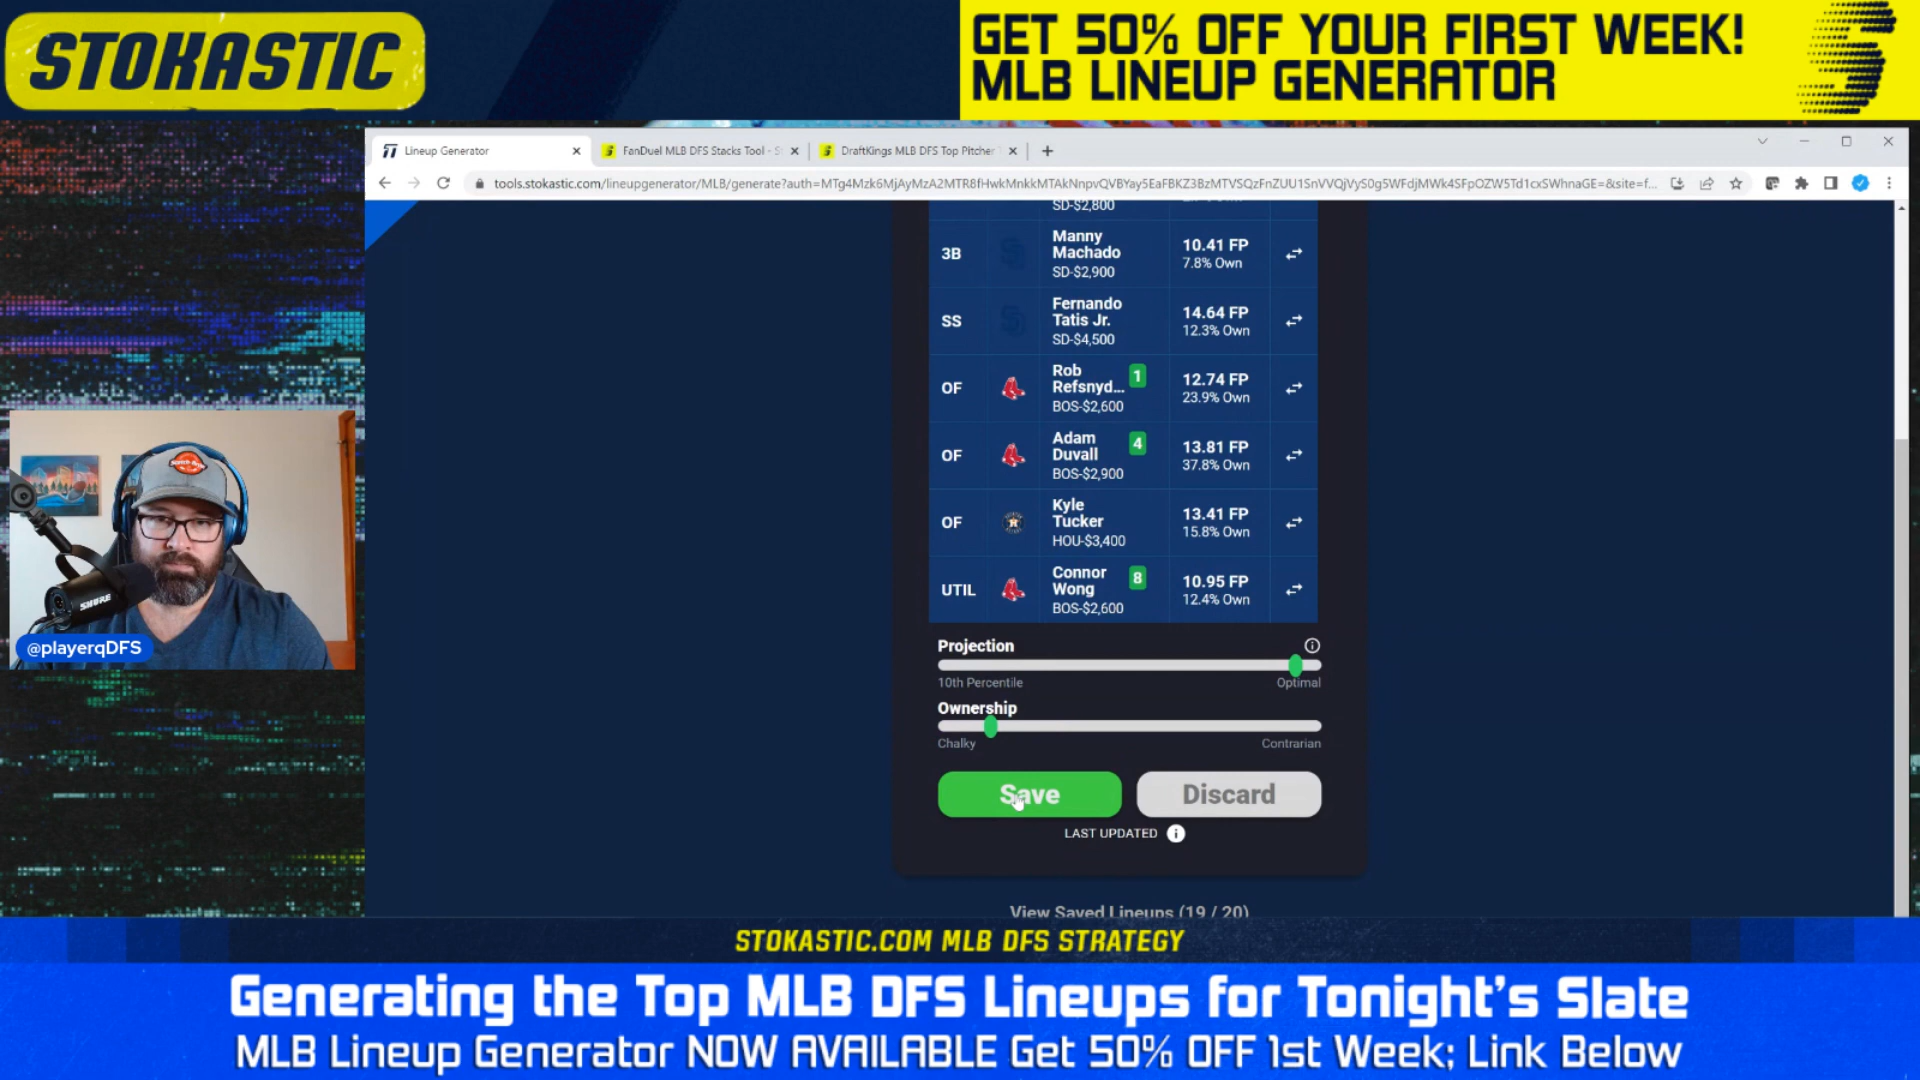 STOKASTIC
GET 50% OFF YOUR FIRST WEEK!
MLB LINEUP GENERATOR
Lineup Generator
FanDuel MLB DFS Stacks Tool - S
DraftKings MLB DFS Top Pitcher
SD-$2,800
3B
Manny
Machado
SD-$2,900
10.41 FP
7.8% Own
SS
Fernando
Tatis Jr.
SD-$4,500
14.64 FP
12.3% Own
OF
Rob
Refsnyd...
BOS-$2,600
1
12.74 FP
23.9% Own
OF
Adam
Duvall
BOS-$2,900
4
13.81 FP
37.8% Own
OF
Kyle
Tucker
HOU-$3,400
13.41 FP
15.8% Own
UTIL
Connor
Wong
BOS-$2,600
8
10.95 FP
12.4% Own
Projection
10th Percentile
Optimal
Ownership
Chalky
Contrarian
Save
Discard
LAST UPDATED
View Saved Lineups (19 / 20)
SHURE
@playerqDFS
STOKASTIC.COM MLB DFS STRATEGY
Generating the Top MLB DFS Lineups for Tonight's Slate
MLB Lineup Generator NOW AVAILABLE Get 50% OFF 1st Week; Link Below